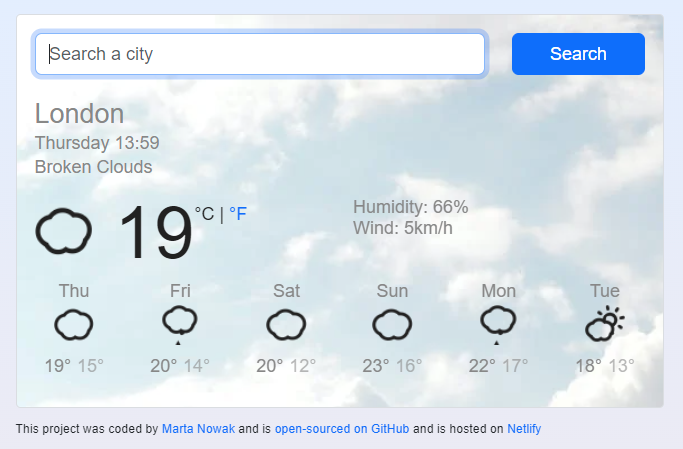 Search a city
Search
London
Thursday 13:59
Broken Clouds
19 °C | °F
Humidity: 66%
Wind: 5km/h
Thu Fri Sat Sun Mon Tue
19° 15° 20° 14° 20° 12° 23° 16° 22° 17° 18° 13°
This project was coded by Marta Nowak and is open-sourced on GitHub and is hosted on Netlify